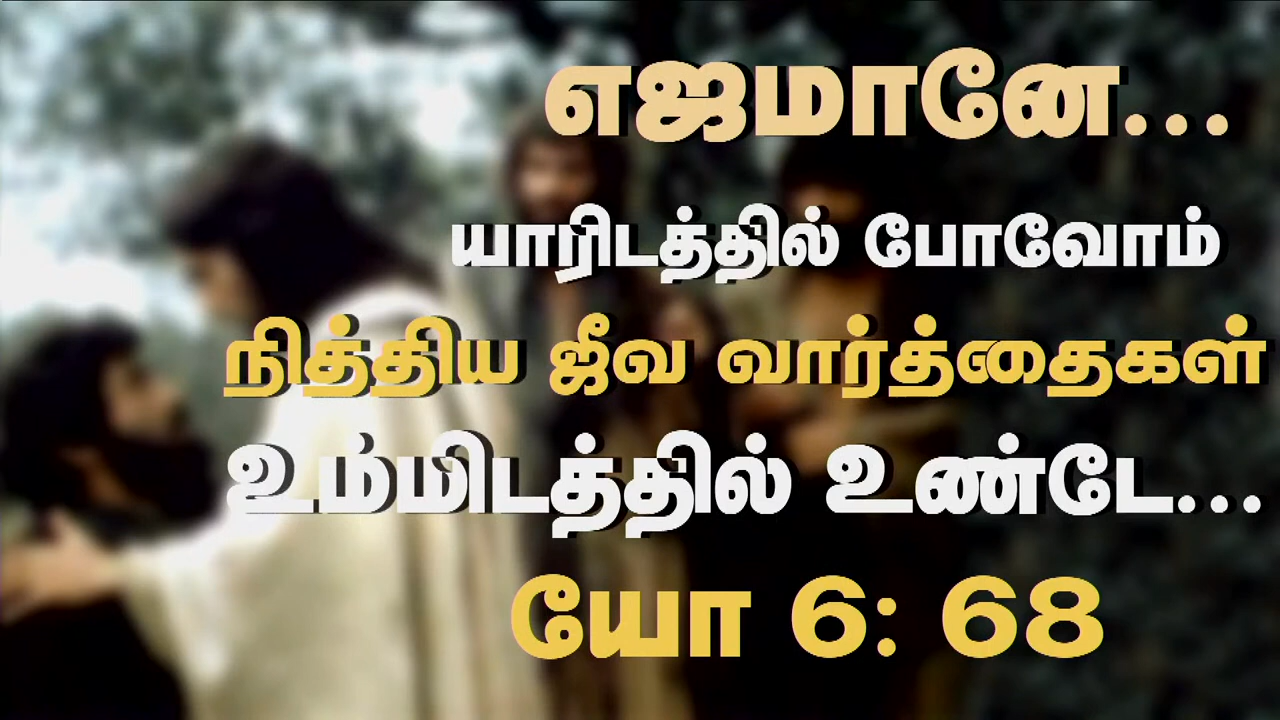 எஜமானே...
யாரிடத்தில் போவோம்
நித்திய ஜீவ வார்த்தைகள்
உம்மிடத்தில் உண்டே...
யோ 6: 68